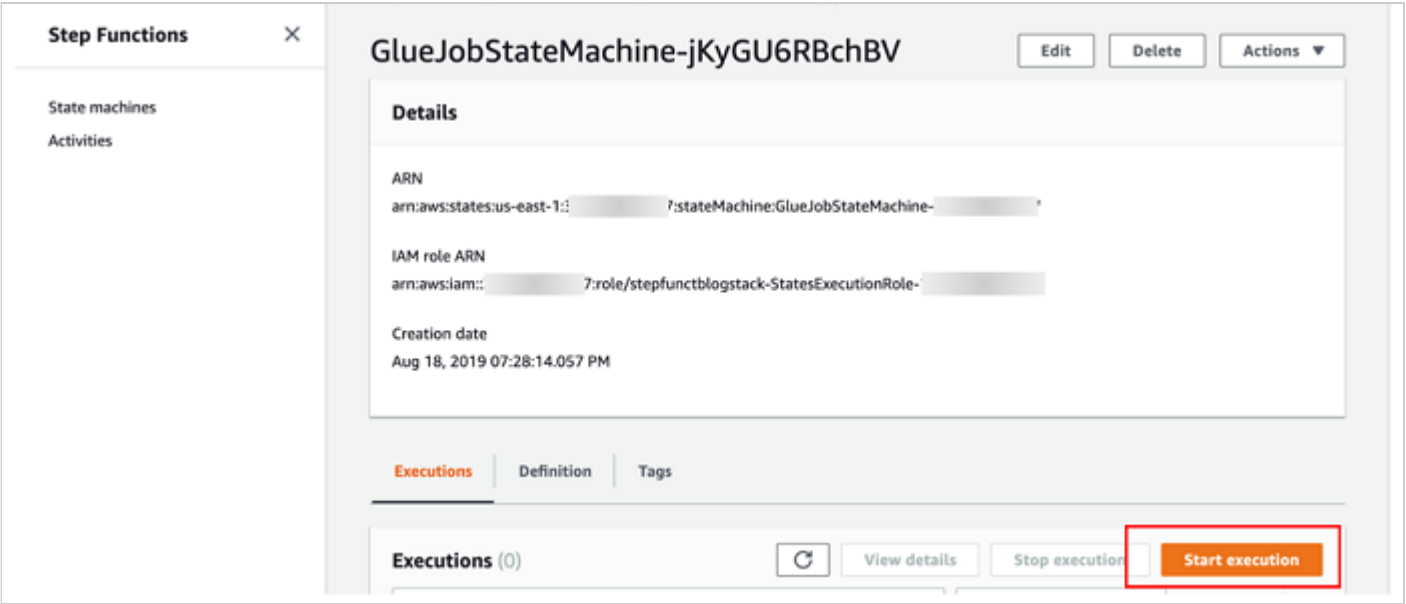 Step Functions
State machines
Activities
GlueJobStateMachine-jKyGU6RBchBV
Edit
Delete
Actions
Details
ARN
arn:aws:states:us-east-1: 7:stateMachine:GlueJobStateMachine-
IAM role ARN
arn:aws:iam:: 7:role/stepfunctblogstack-StatesExecutionRole-
Creation date
Aug 18, 2019 07:28:14.057 PM
Executions
Definition
Tags
Executions (0)
View details
Stop execution
Start execution